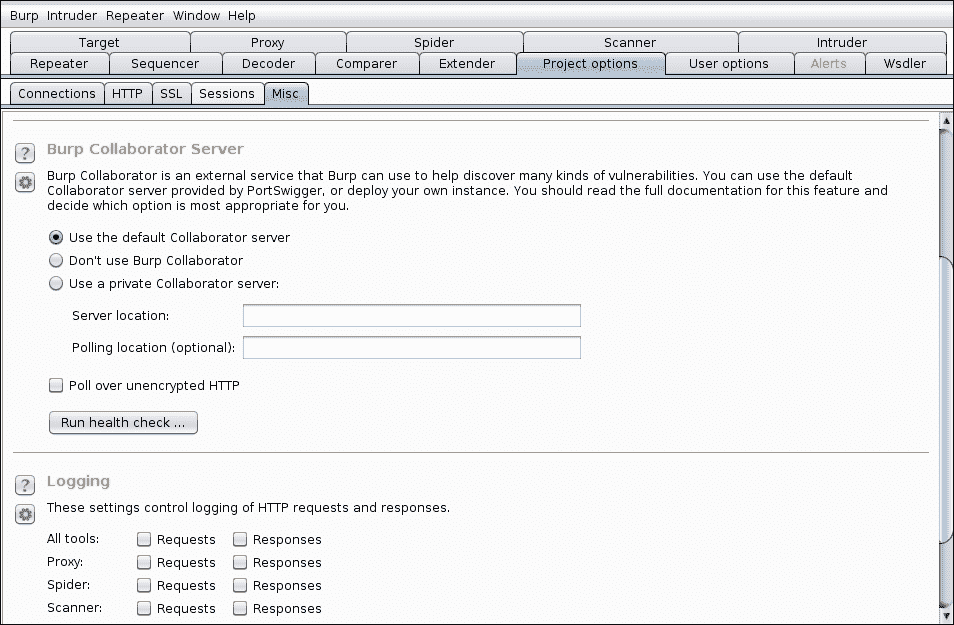 Burp Intruder Repeater Window Help
Target Proxy Spider Scanner Intruder
Repeater Sequencer Decoder Comparer Extender Project options User options Alerts Wsdler
Connections HTTP SSL Sessions Misc
? Burp Collaborator Server
Burp Collaborator is an external service that Burp can use to help discover many kinds of vulnerabilities. You can use the default
Collaborator server provided by PortSwigger, or deploy your own instance. You should read the full documentation for this feature and
decide which option is most appropriate for you.
Use the default Collaborator server
Don't use Burp Collaborator
Use a private Collaborator server:
Server location:
Polling location (optional):
Poll over unencrypted HTTP
Run health check ...
? Logging
These settings control logging of HTTP requests and responses.
All tools: Requests Responses
Proxy: Requests Responses
Spider: Requests Responses
Scanner: Requests Responses